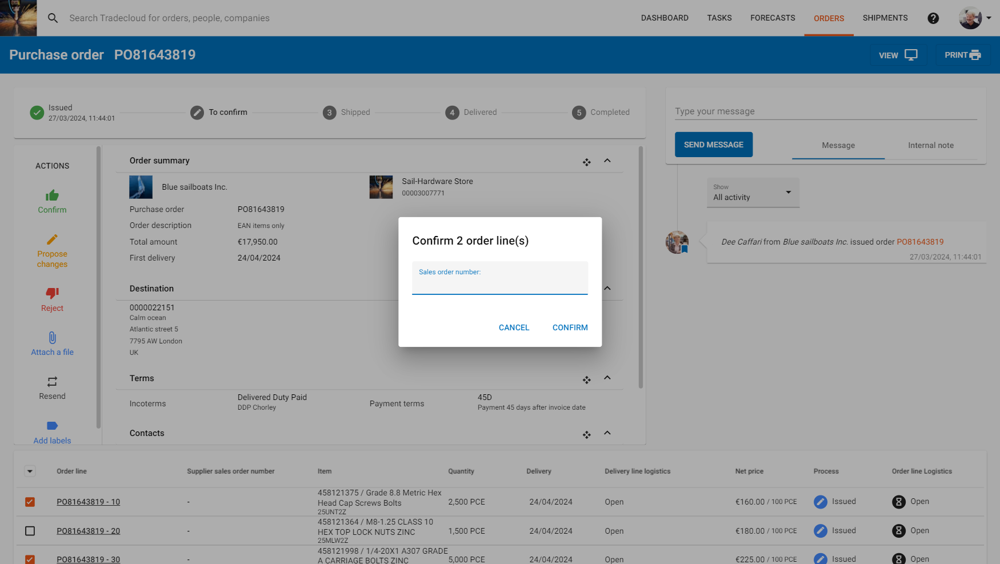 Search Tradecloud for orders, people, companies
DASHBOARD
TASKS
FORECASTS
ORDERS
SHIPMENTS
?
Purchase order PO81643819
VIEW
PRINT
Issued
27/03/2024, 11:44:01
To confirm
3 Shipped
4 Delivered
5 Completed
Type your message
SEND MESSAGE
Message
Internal note
Show
All activity
Dee Caffari from Blue sailboats Inc. issued order PO81643819
27/03/2024, 11:44:01
ACTIONS
Confirm
Propose
changes
Reject
Attach a file
Resend
Add labels
Order summary
Blue sailboats Inc.
Sail-Hardware Store
00003007771
Purchase order PO81643819
Order description EAN items only
Total amount €17,950.00
First delivery 24/04/2024
Destination
0000022151
Calm ocean
Atlantic street 5
7795 AW London
UK
Terms
Incoterms
Delivered Duty Paid
DDP Chorley
Payment terms
45D
Payment 45 days after invoice date
Contacts
Confirm 2 order line(s)
Sales order number:
CANCEL
CONFIRM
Order line Supplier sales order number Item Quantity Delivery Delivery line logistics Net price Process Order line Logistics
PO81643819 - 10
-
458121375 / Grade 8.8 Metric Hex
Head Cap Screws Bolts
25UNT2Z
2,500 PCE
24/04/2024
Open
€160.00 / 100 PCE
Issued
Open
PO81643819 - 20
-
458121364 / M8-1.25 CLASS 10
HEX TOP LOCK NUTS ZINC
25MLW2Z
1,500 PCE
24/04/2024
Open
€180.00 / 100 PCE
Issued
Open
PO81643819 - 30
-
458121998 / 1/4-20X1 A307 GRADE
A CARRIAGE BOLTS ZINC
5,000 PCE
24/04/2024
Open
€225.00 / 100 PCE
Issued
Open